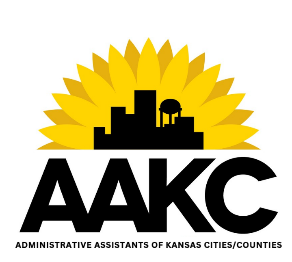 AAKC
ADMINISTRATIVE ASSISTANTS OF KANSAS CITIES/COUNTIES